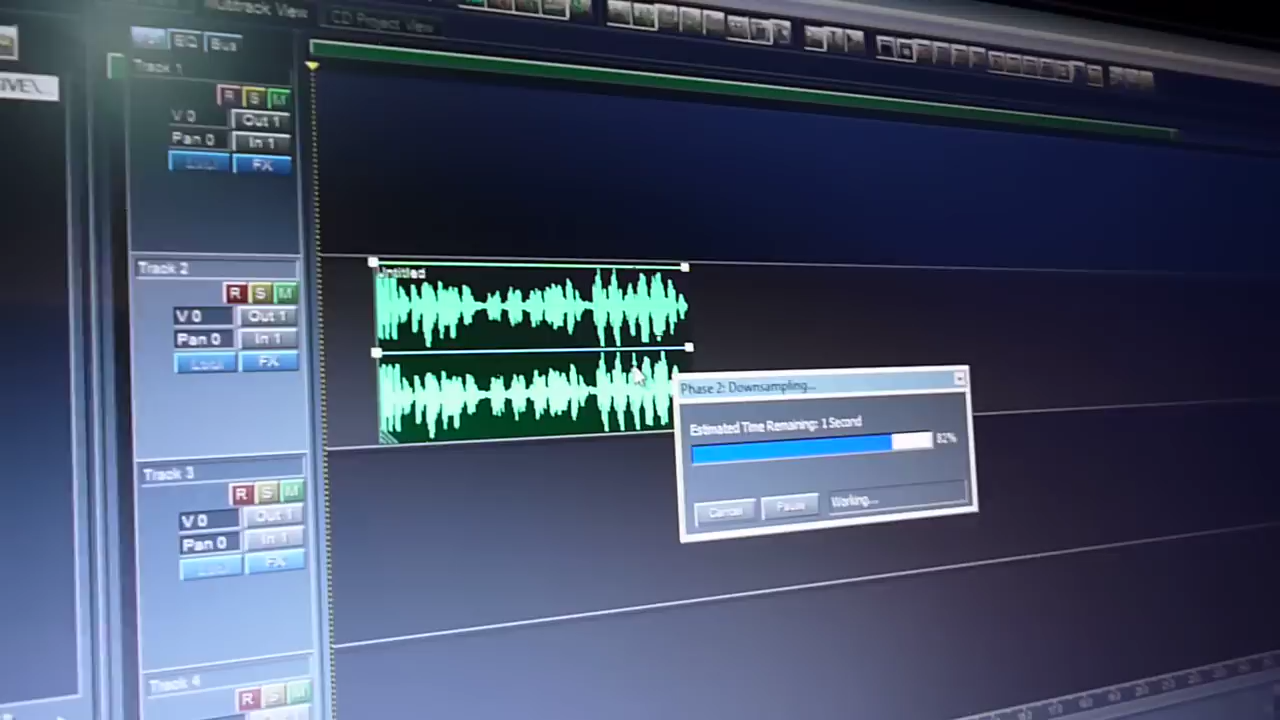 Multitrack View
CD Project View
EQ
Bus
Track 1
R S M
V 0
Out 1
Pan 0
In 1
FX
Track 2
R S M
V 0
Out 1
Pan 0
In 1
FX
Untitled
Phase 2: Downsampling...
Estimated Time Remaining: 1 Second
82%
Cancel
Pause
Working...
Track 3
R S M
V 0
Out 1
Pan 0
In 1
FX
Track 4
R S M